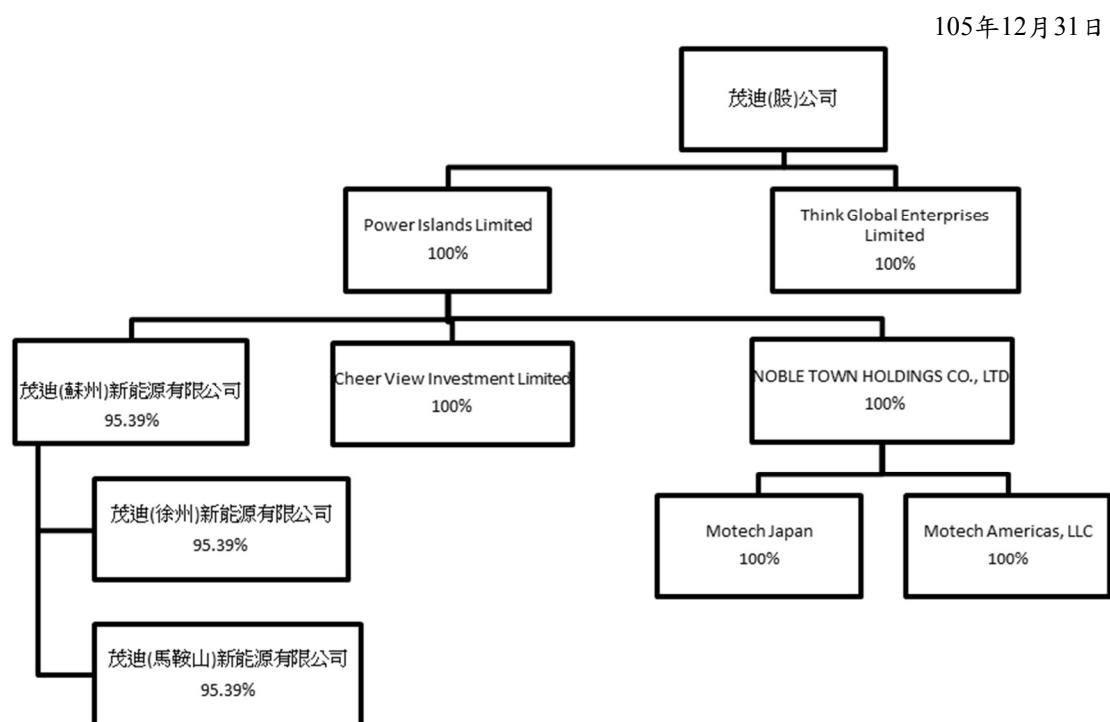 105年12月31日
茂迪(股)公司
Power Islands Limited
100%
Think Global Enterprises
Limited
100%
茂迪(蘇州)新能源有限公司
95.39%
Cheer View Investment Limited
100%
NOBLE TOWN HOLDINGS CO., LTD
100%
茂迪(徐州)新能源有限公司
95.39%
Motech Japan
100%
Motech Americas, LLC
100%
茂迪(馬鞍山)新能源有限公司
95.39%